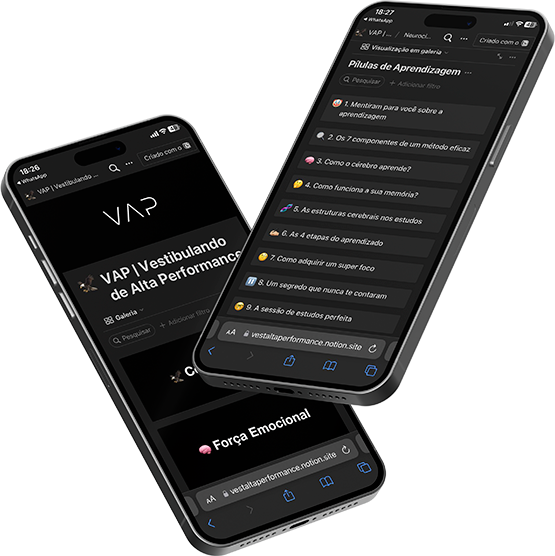 18:27
WhatsApp
VAP | ... / Neuroci... Criado com o
Visualização em galeria
Pílulas de Aprendizagem ...
Pesquisar + Adicionar filtro
1. Mentiram para você sobre a
aprendizagem
2. Os 7 componentes de um método eficaz
3. Como o cérebro aprende?
4. Como funciona a sua memória?
5. As estruturas cerebrais nos estudos
6. As 4 etapas do aprendizado
7. Como adquirir um super foco
8. Um segredo que nunca te contaram
9. A sessão de estudos perfeita
AA vestaltaperformance.notion.site
18:26
WhatsApp
VAP | Vestibulando ... Criado com o
VAP
VAP | Vestibulando
de Alta Performance
Galeria
Pesquisar + Adicionar filtro
Força Emocional
AA vestaltaperformance.notion.site